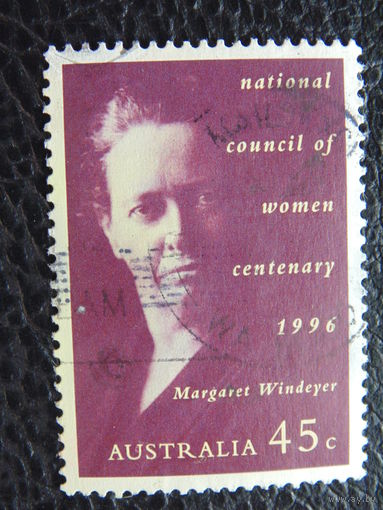 national
council of
women
centenary
1996
Margaret Windeyer
AUSTRALIA 45c